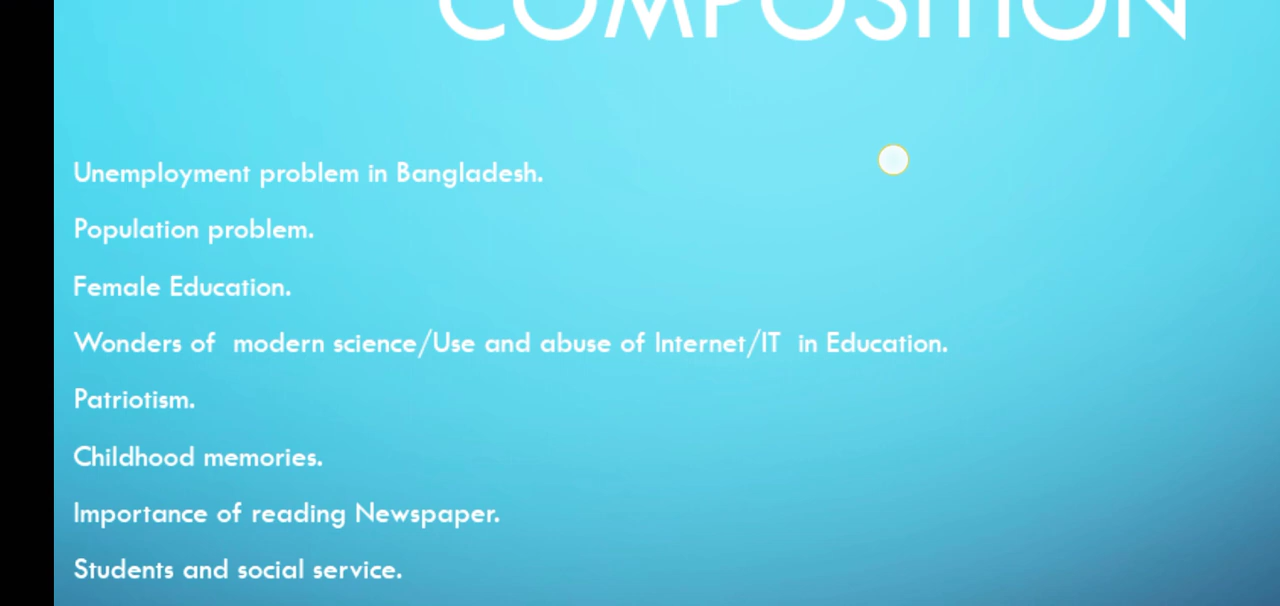 COMPOSITION
Unemployment problem in Bangladesh.
Population problem.
Female Education.
Wonders of  modern science/Use and abuse of Internet/IT  in Education.
Patriotism.
Childhood memories.
Importance of reading Newspaper.
Students and social service.